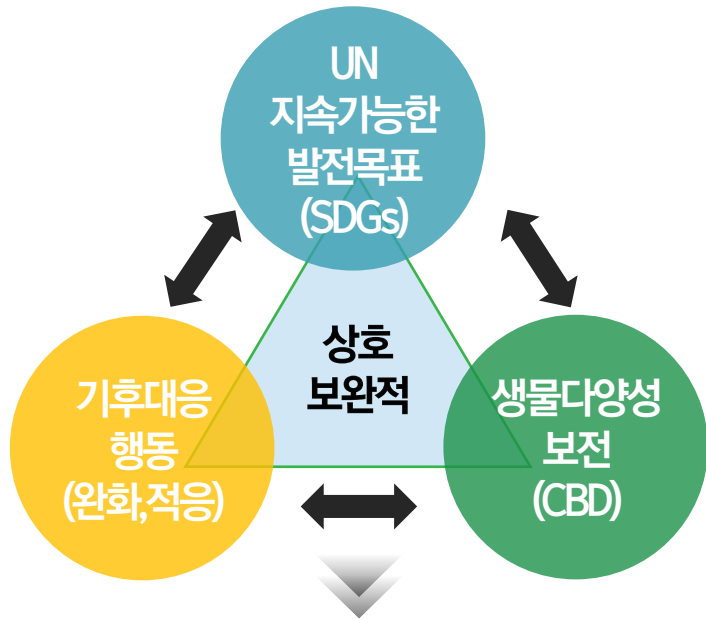 UN
지속가능한
발전목표
(SDGs)
상호
보완적
기후대응
행동
(완화,적응)
생물다양성
보전
(CBD)